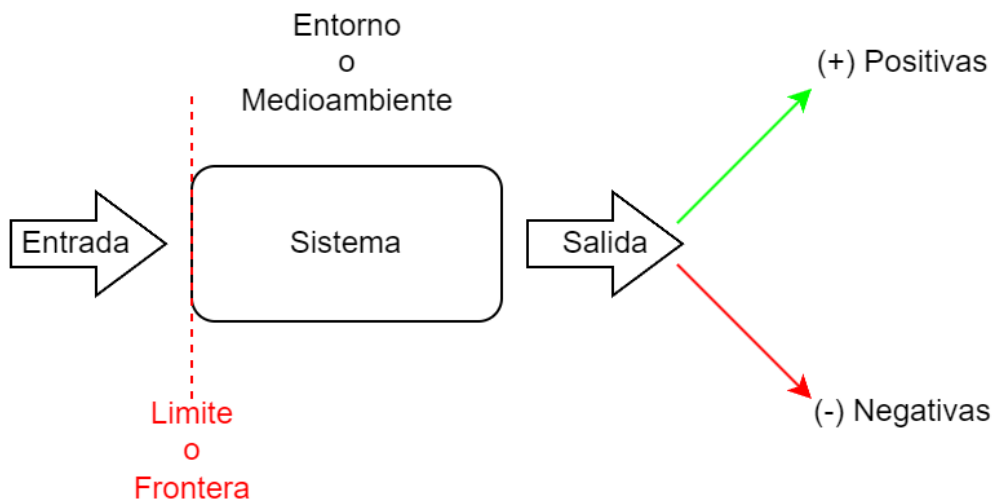 Entorno
o
Medioambiente
(+) Positivas
Entrada
Sistema
Salida
(-) Negativas
Limite
o
Frontera